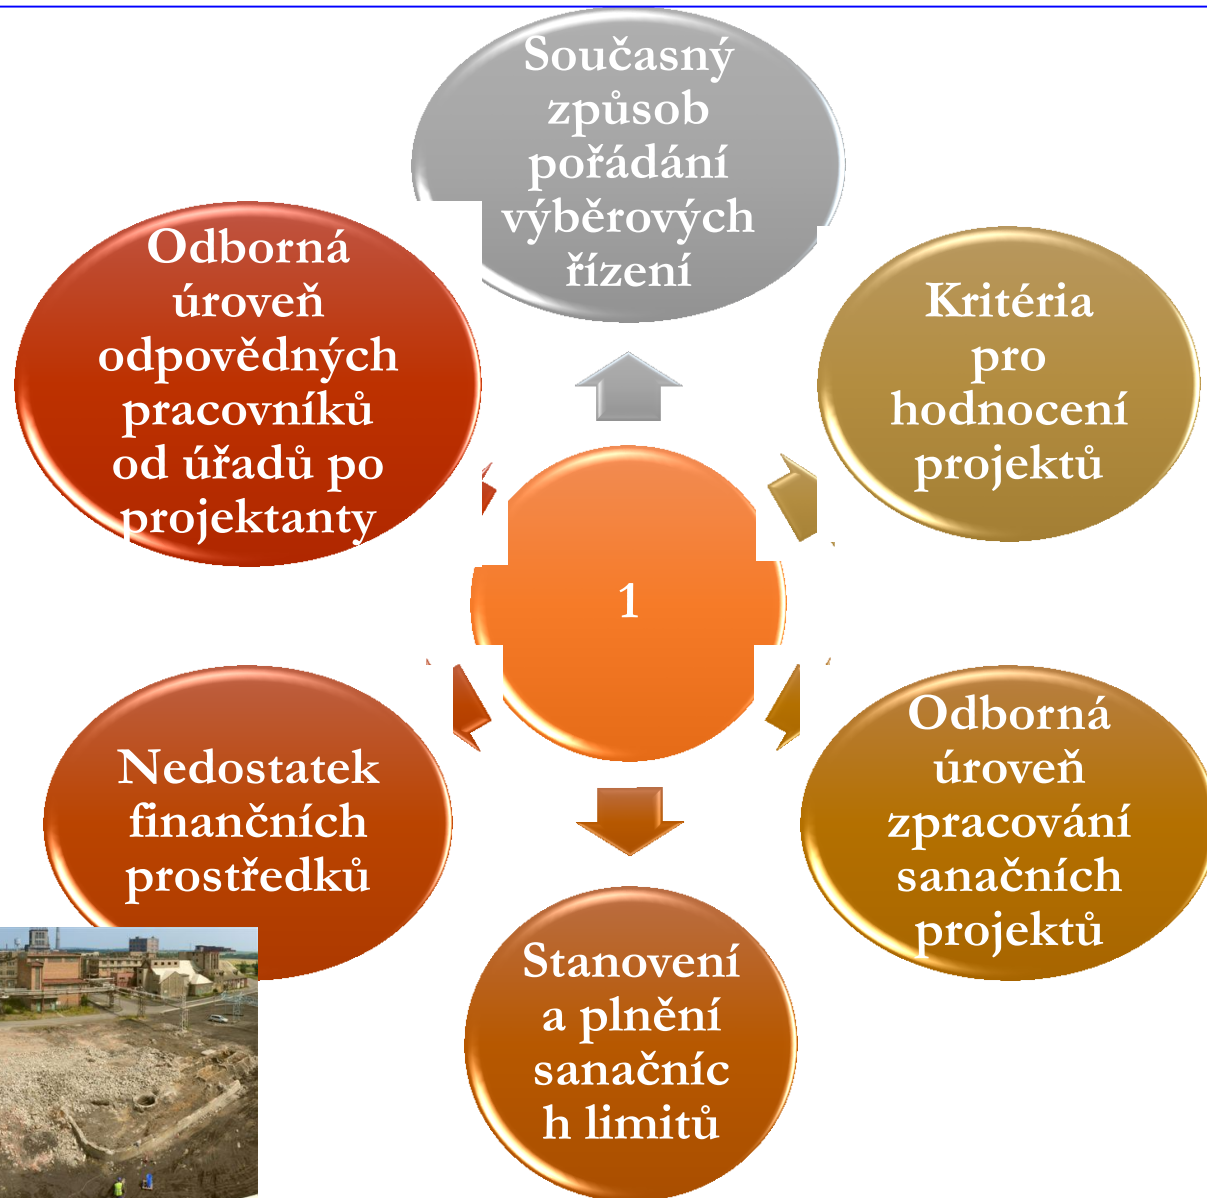 Současný
způsob
pořádání
výběrových
řízení
Kritéria
pro
hodnocení
projektů
Odborná
úroveň
zpracování
sanačních
projektů
Stanovení
a plnění
sanačníc
h limitů
Nedostatek
finančních
prostředků
Odborná
úroveň
odpovědných
pracovníků
od úřadů po
projektanty
1